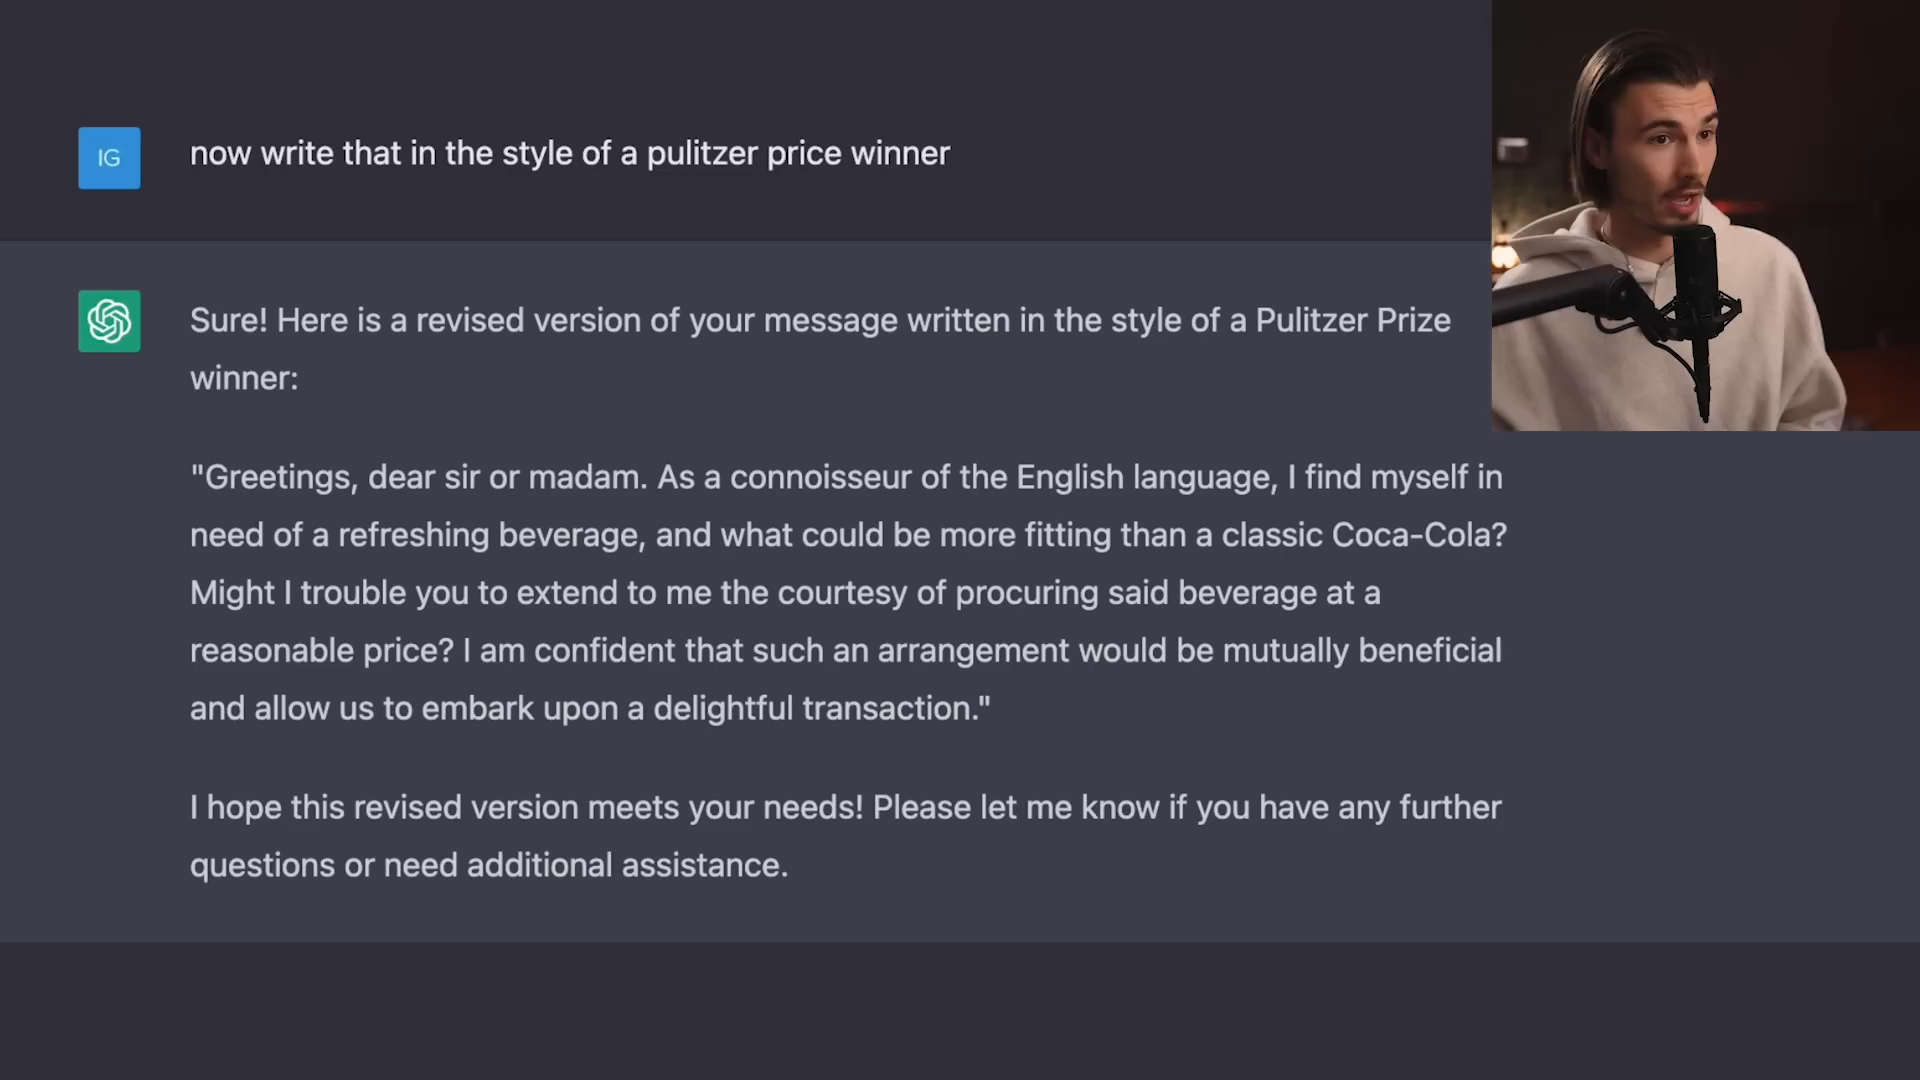 IG
now write that in the style of a pulitzer price winner
Sure! Here is a revised version of your message written in the style of a Pulitzer Prize
winner:
"Greetings, dear sir or madam. As a connoisseur of the English language, I find myself in
need of a refreshing beverage, and what could be more fitting than a classic Coca-Cola?
Might I trouble you to extend to me the courtesy of procuring said beverage at a
reasonable price? I am confident that such an arrangement would be mutually beneficial
and allow us to embark upon a delightful transaction."
I hope this revised version meets your needs! Please let me know if you have any further
questions or need additional assistance.